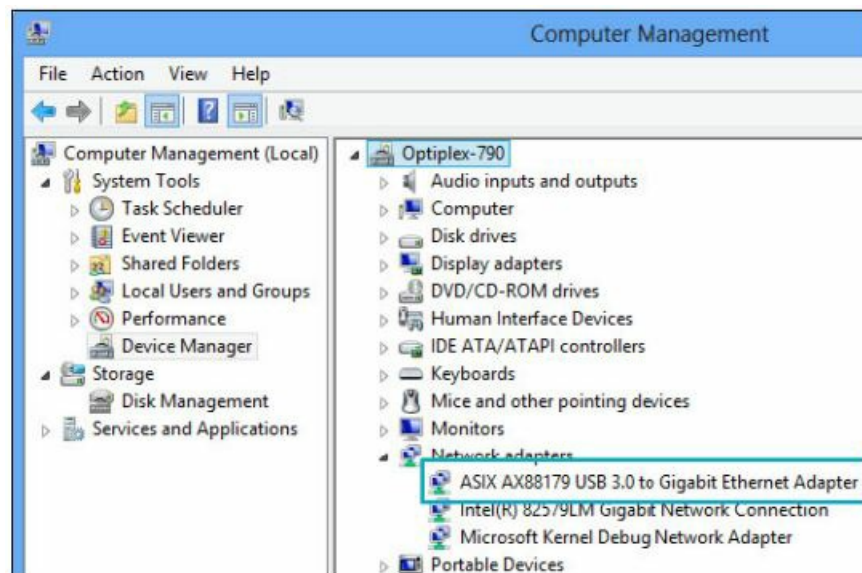 Computer Management
File Action View Help
Computer Management (Local)
System Tools
Task Scheduler
Event Viewer
Shared Folders
Local Users and Groups
Performance
Device Manager
Storage
Disk Management
Services and Applications
Optiplex-790
Audio inputs and outputs
Computer
Disk drives
Display adapters
DVD/CD-ROM drives
Human Interface Devices
IDE ATA/ATAPI controllers
Keyboards
Mice and other pointing devices
Monitors
Network adapters
ASIX AX88179 USB 3.0 to Gigabit Ethernet Adapter
Intel(R) 82579LM Gigabit Network Connection
Microsoft Kernel Debug Network Adapter
Portable Devices